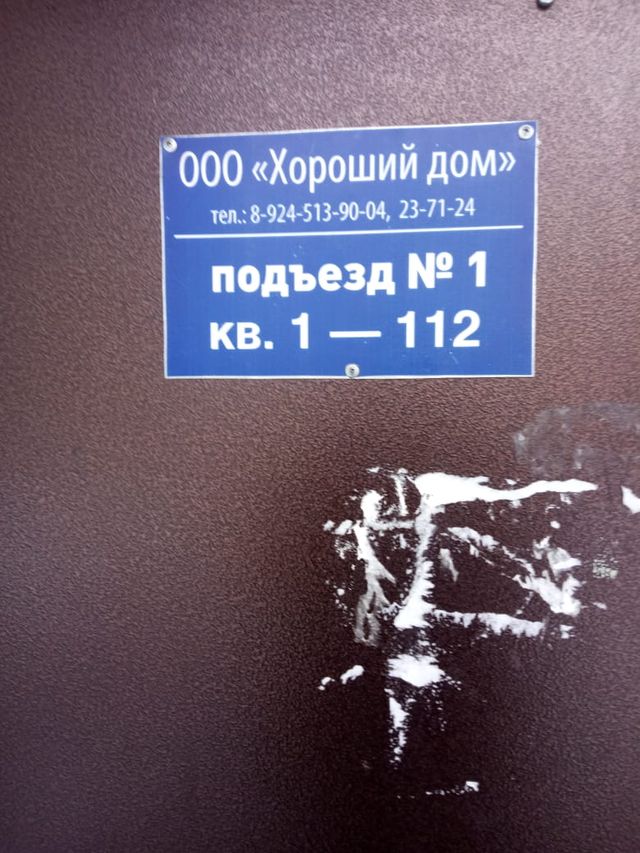 ООО «Хороший дом»
тел.: 8-924-513-90-04, 23-71-24
подъезд № 1
кв. 1 — 112